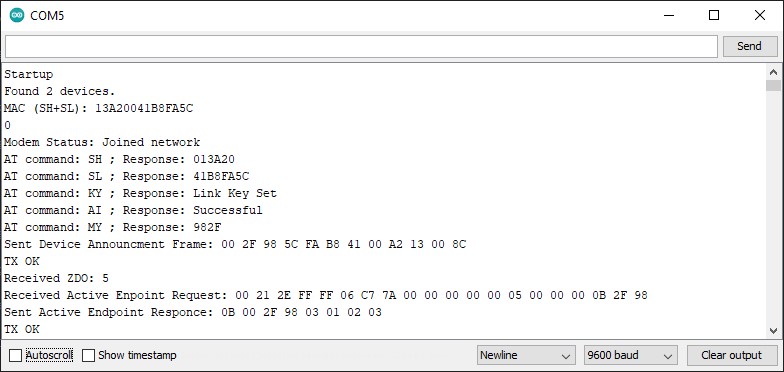 COM5
Send
Startup
Found 2 devices.
MAC (SH+SL): 13A20041B8FA5C
0
Modem Status: Joined network
AT command: SH ; Response: 013A20
AT command: SL ; Response: 41B8FA5C
AT command: KY ; Response: Link Key Set
AT command: AI ; Response: Successful
AT command: MY ; Response: 982F
Sent Device Announcment Frame: 00 2F 98 5C FA B8 41 00 A2 13 00 8C
TX OK
Received ZDO: 5
Received Active Enpoint Request: 00 21 2E FF FF 06 C7 7A 00 00 00 00 00 05 00 00 00 0B 2F 98
Sent Active Endpoint Responce: 0B 00 2F 98 03 01 02 03
TX OK
Autoscroll Show timestamp Newline 9600 baud Clear output